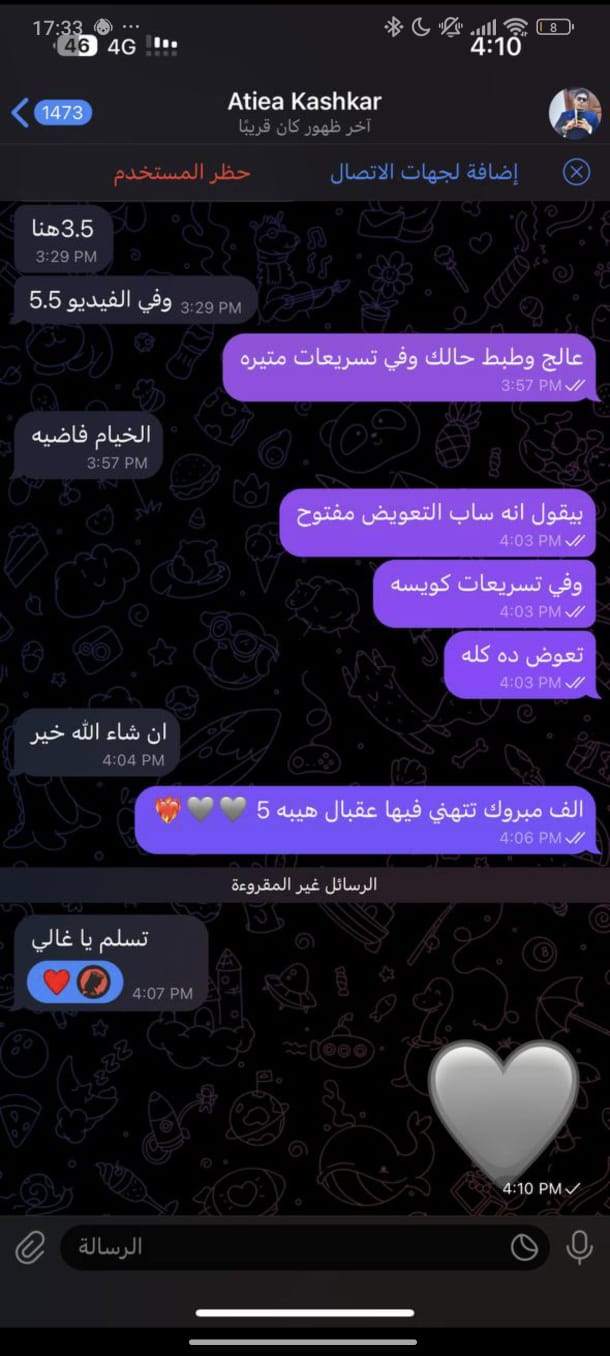 17:33 ...
46 4G
8
4:10
1473
Atiea Kashkar
آخر ظهور كان قريبًا
إضافة لجهات الاتصال
حظر المستخدم
3.5هنا
3:29 PM
وفي الفيديو 5.5
3:29 PM
عالج وطبط حالك وفي تسريعات متيره
3:57 PM
الخيام فاضيه
3:57 PM
بيقول انه ساب التعويض مفتوح
4:03 PM
وفي تسريعات كويسه
4:03 PM
تعوض ده كله
4:03 PM
ان شاء الله خير
4:04 PM
الف مبروك تتهني فيها عقبال هيبه 5 🩶🩶❤️‍🔥
4:06 PM
الرسائل غير المقروءة
تسلم يا غالي
4:07 PM
4:10 PM
الرسالة